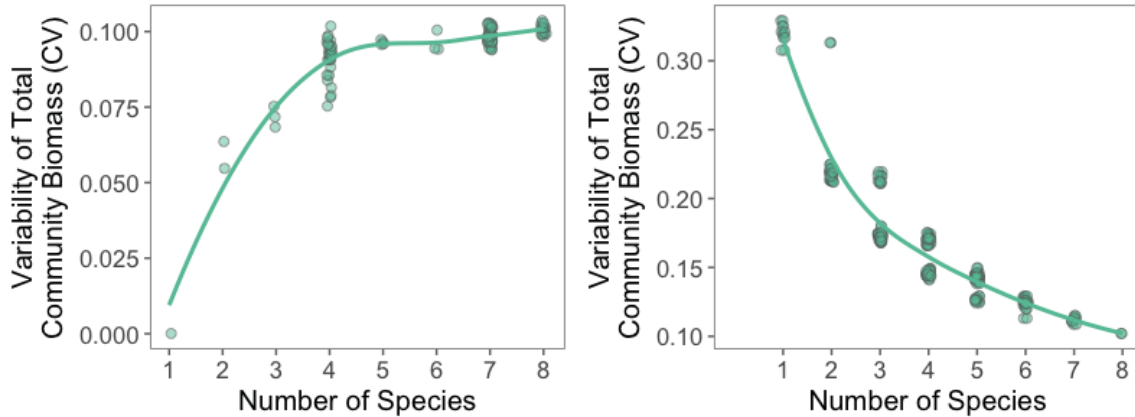 Variability of Total
Community Biomass (CV)
0.100
0.075
0.050
0.025
0.000
1 2 3 4 5 6 7 8
Number of Species
Variability of Total
Community Biomass (CV)
0.30
0.25
0.20
0.15
0.10
1 2 3 4 5 6 7 8
Number of Species